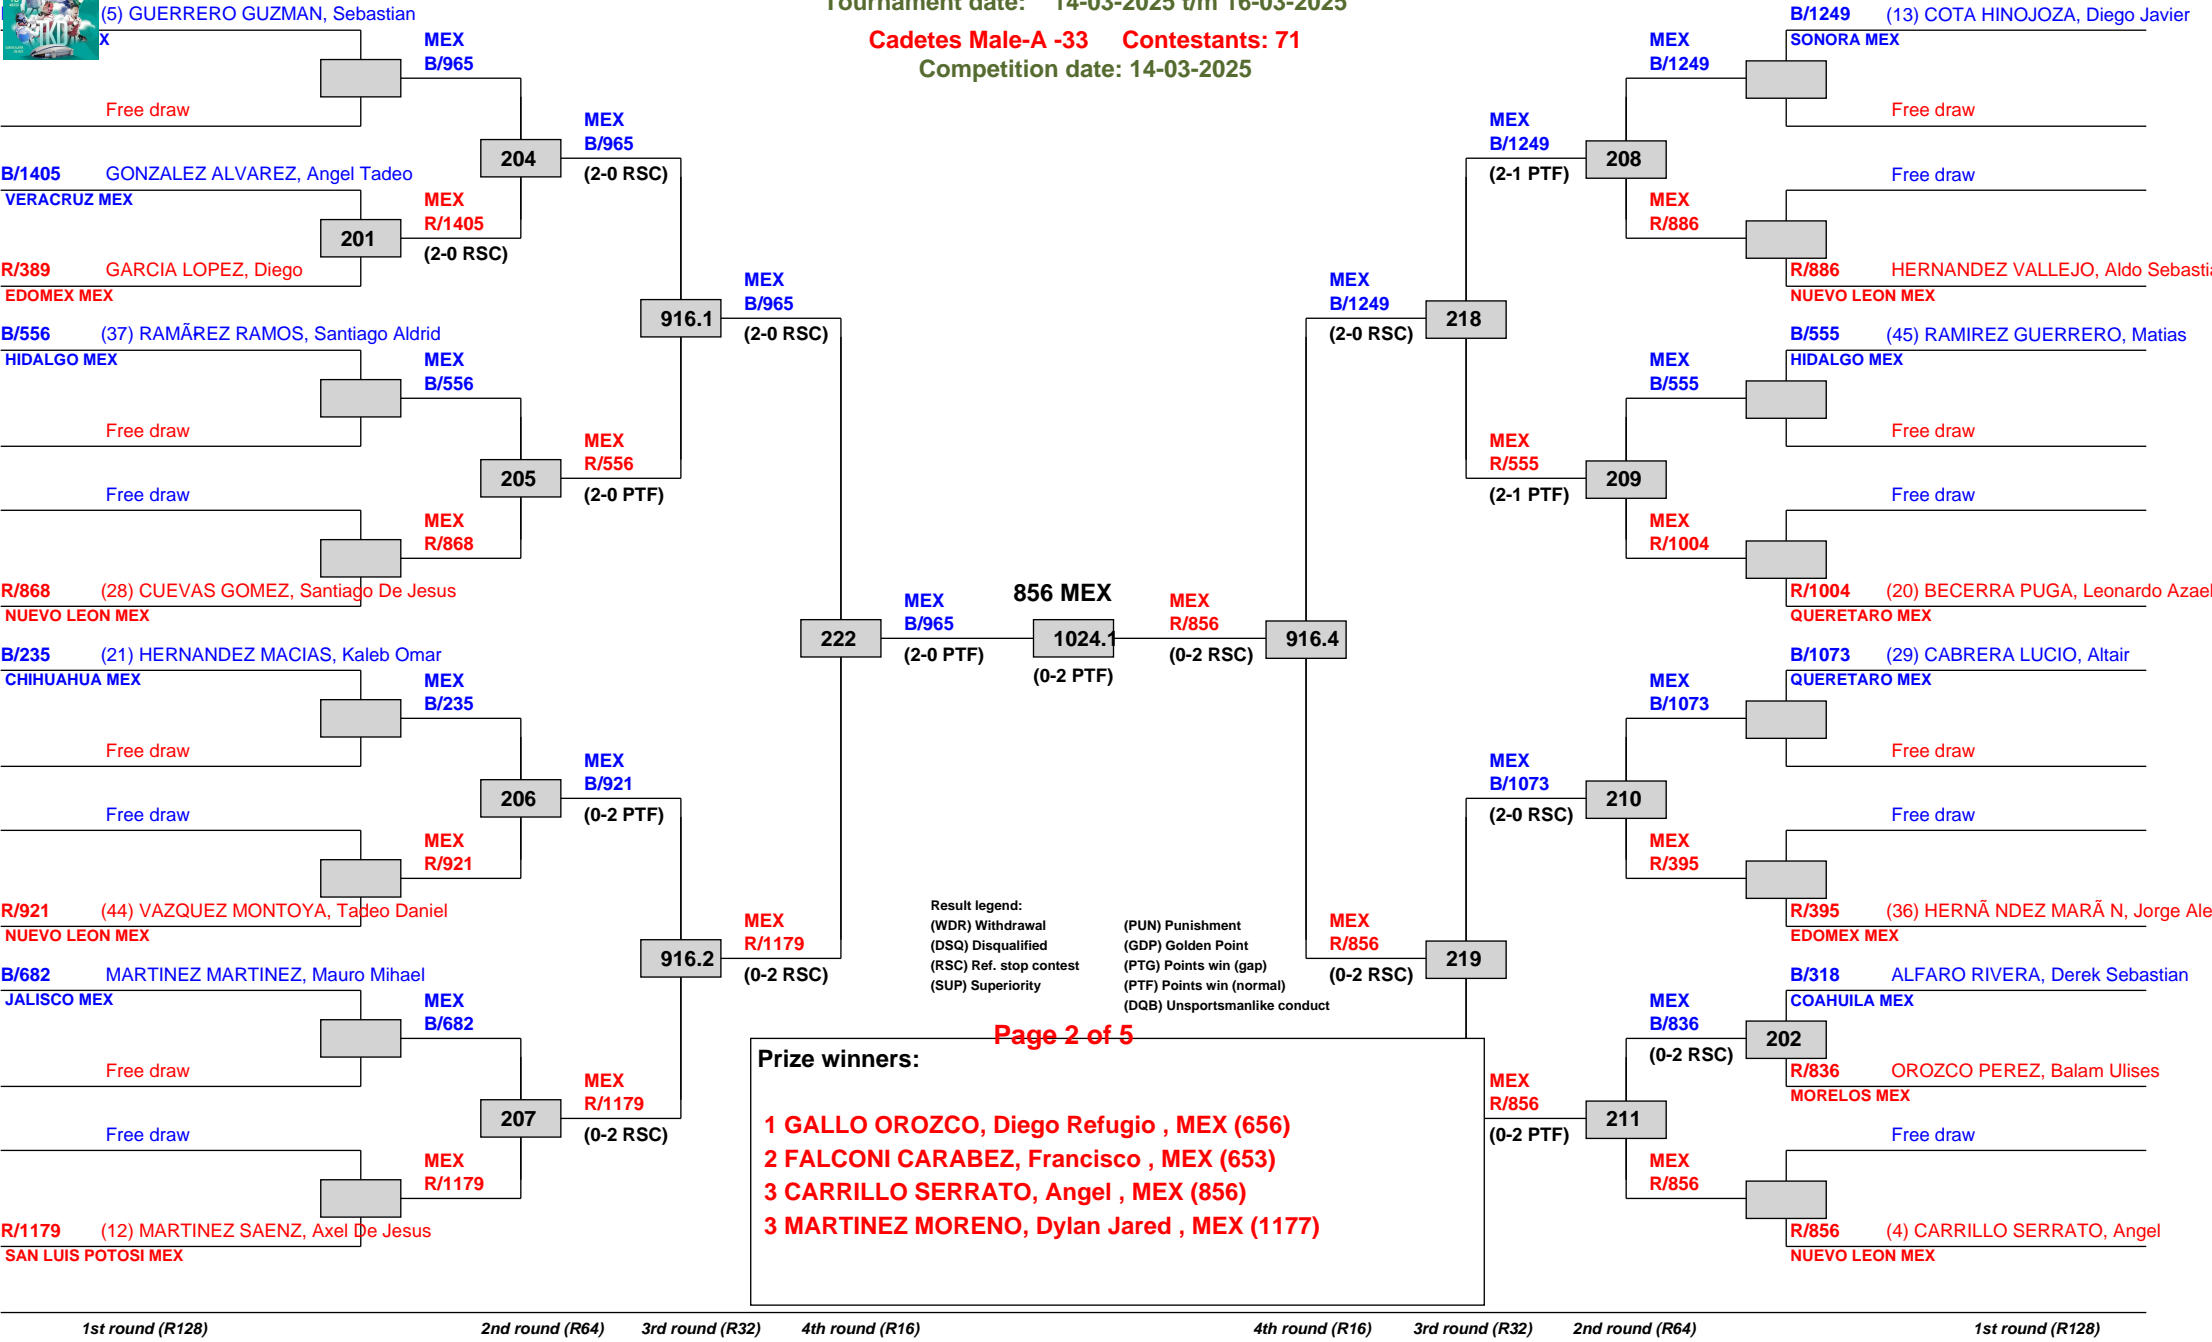 Tournament date: 14-03-2025 t/m 16-03-2025
Cadetes Male-A -33 Contestants: 71
Competition date: 14-03-2025
TKD
(5) GUERRERO GUZMAN, Sebastian
X
MEX
B/965
Free draw
204
MEX
B/965
(2-0 RSC)
B/1405 GONZALEZ ALVAREZ, Angel Tadeo
VERACRUZ MEX
MEX
R/1405
(2-0 RSC)
201
R/389 GARCIA LOPEZ, Diego
EDOMEX MEX
916.1
MEX
B/965
(2-0 RSC)
B/556 (37) RAMÃREZ RAMOS, Santiago Aldrid
HIDALGO MEX
MEX
B/556
Free draw
205
MEX
R/556
(2-0 PTF)
Free draw
MEX
R/868
R/868 (28) CUEVAS GOMEZ, Santiago De Jesus
NUEVO LEON MEX
222
MEX
B/965
(2-0 PTF)
B/235 (21) HERNANDEZ MACIAS, Kaleb Omar
CHIHUAHUA MEX
MEX
B/235
Free draw
206
MEX
B/921
(0-2 PTF)
Free draw
MEX
R/921
R/921 (44) VAZQUEZ MONTOYA, Tadeo Daniel
NUEVO LEON MEX
916.2
MEX
R/1179
(0-2 RSC)
B/682 MARTINEZ MARTINEZ, Mauro Mihael
JALISCO MEX
MEX
B/682
Free draw
207
MEX
R/1179
(0-2 RSC)
Free draw
MEX
R/1179
R/1179 (12) MARTINEZ SAENZ, Axel De Jesus
SAN LUIS POTOSI MEX
856 MEX
1024.1
(0-2 PTF)
MEX
R/856
(0-2 RSC)
916.4
B/1249 (13) COTA HINOJOZA, Diego Javier
SONORA MEX
MEX
B/1249
Free draw
MEX
B/1249
(2-1 PTF)
208
Free draw
MEX
R/886
R/886 HERNANDEZ VALLEJO, Aldo Sebastia
NUEVO LEON MEX
MEX
B/1249
(2-0 RSC)
218
B/555 (45) RAMIREZ GUERRERO, Matias
HIDALGO MEX
MEX
B/555
Free draw
MEX
R/555
(2-1 PTF)
209
Free draw
MEX
R/1004
R/1004 (20) BECERRA PUGA, Leonardo Azael
QUERETARO MEX
B/1073 (29) CABRERA LUCIO, Altair
QUERETARO MEX
MEX
B/1073
Free draw
MEX
B/1073
(2-0 RSC)
210
Free draw
MEX
R/395
R/395 (36) HERNÃ NDEZ MARÃ N, Jorge Ale
EDOMEX MEX
MEX
R/856
(0-2 RSC)
219
B/318 ALFARO RIVERA, Derek Sebastian
COAHUILA MEX
MEX
B/836
(0-2 RSC)
202
R/836 OROZCO PEREZ, Balam Ulises
MORELOS MEX
MEX
R/856
(0-2 PTF)
211
Free draw
MEX
R/856
R/856 (4) CARRILLO SERRATO, Angel
NUEVO LEON MEX
Result legend:
(WDR) Withdrawal (PUN) Punishment
(DSQ) Disqualified (GDP) Golden Point
(RSC) Ref. stop contest (PTG) Points win (gap)
(SUP) Superiority (PTF) Points win (normal)
(DQB) Unsportsmanlike conduct
Page 2 of 5
Prize winners:
1 GALLO OROZCO, Diego Refugio , MEX (656)
2 FALCONI CARABEZ, Francisco , MEX (653)
3 CARRILLO SERRATO, Angel , MEX (856)
3 MARTINEZ MORENO, Dylan Jared , MEX (1177)
1st round (R128) 2nd round (R64) 3rd round (R32) 4th round (R16) 4th round (R16) 3rd round (R32) 2nd round (R64) 1st round (R128)